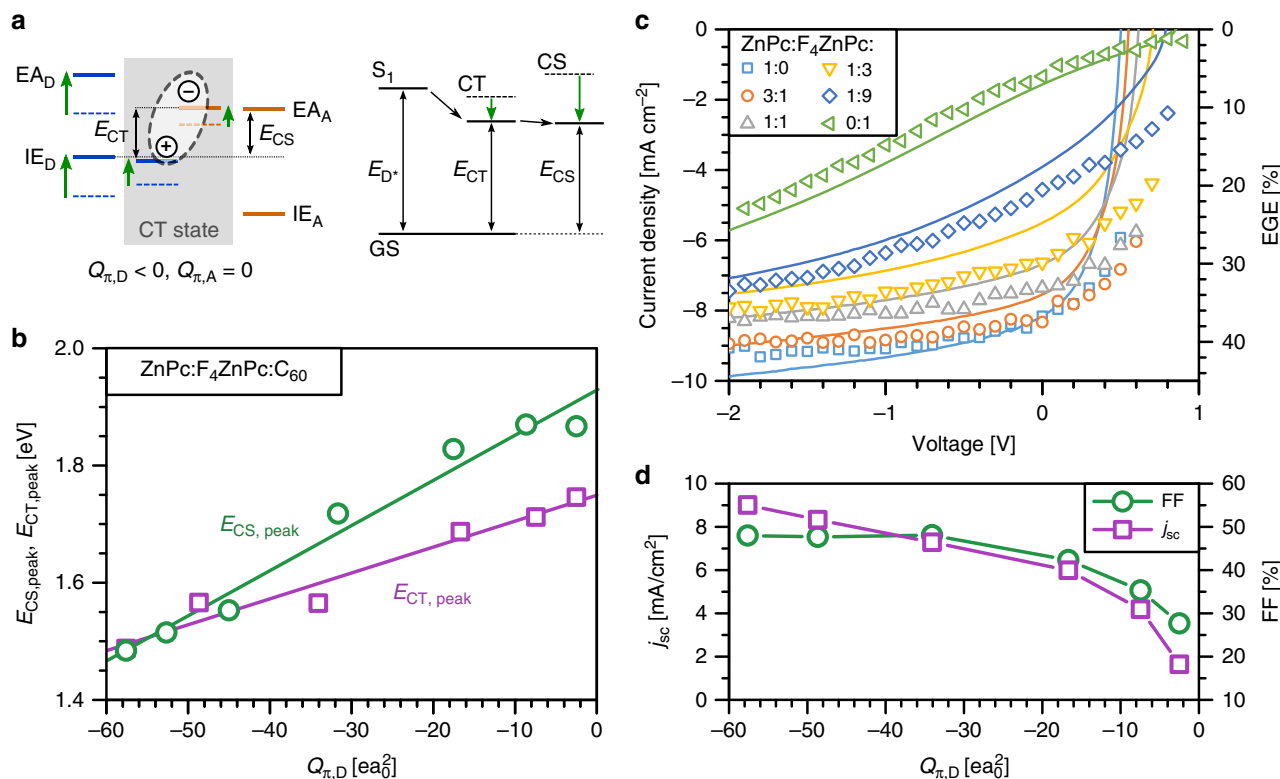 a
EA_D
IE_D
E_CT
−
+
EA_A
E_CS
IE_A
CT state
Q_π,D < 0, Q_π,A = 0
S_1
CT
CS
E_D*
E_CT
E_CS
GS
b
ZnPc:F_4ZnPc:C_60
E_CS,peak, E_CT,peak [eV]
2.0
1.8
1.6
1.4
E_CS, peak
E_CT, peak
−60 −50 −40 −30 −20 −10 0
Q_π,D [ea_0^2]
c
ZnPc:F_4ZnPc:
1:0 1:3
3:1 1:9
1:1 0:1
Current density [mA cm^−2]
0
−2
−4
−6
−8
−10
EGE [%]
0
10
20
30
40
−2 −1 0 1
Voltage [V]
d
FF
j_sc
j_sc [mA/cm^2]
10
8
6
4
2
0
FF [%]
60
50
40
30
20
10
−60 −50 −40 −30 −20 −10 0
Q_π,D [ea_0^2]